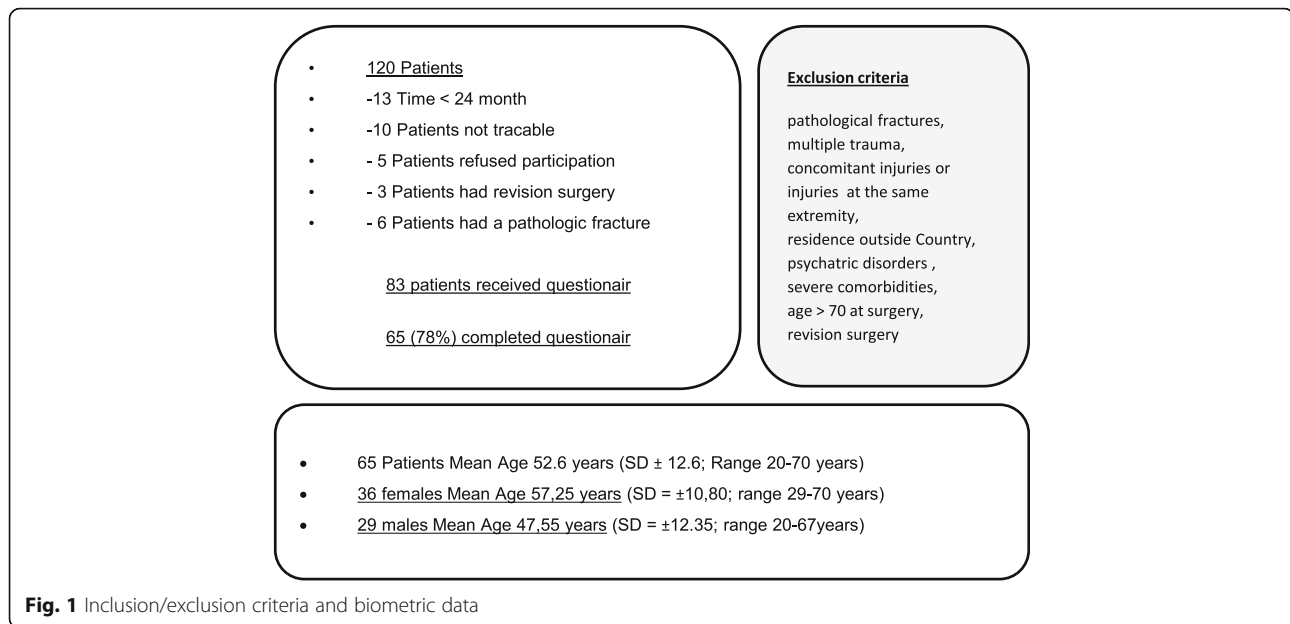 • 120 Patients
• -13 Time < 24 month
• -10 Patients not tracable
• - 5 Patients refused participation
• - 3 Patients had revision surgery
• - 6 Patients had a pathologic fracture
83 patients received questionair
65 (78%) completed questionair
Exclusion criteria
pathological fractures,
multiple trauma,
concomitant injuries or
injuries at the same
extremity,
residence outside Country,
psychatric disorders ,
severe comorbidities,
age > 70 at surgery,
revision surgery
• 65 Patients Mean Age 52.6 years (SD ± 12.6; Range 20-70 years)
• 36 females Mean Age 57,25 years (SD = ±10,80; range 29-70 years)
• 29 males Mean Age 47,55 years (SD = ±12.35; range 20-67years)
Fig. 1 Inclusion/exclusion criteria and biometric data